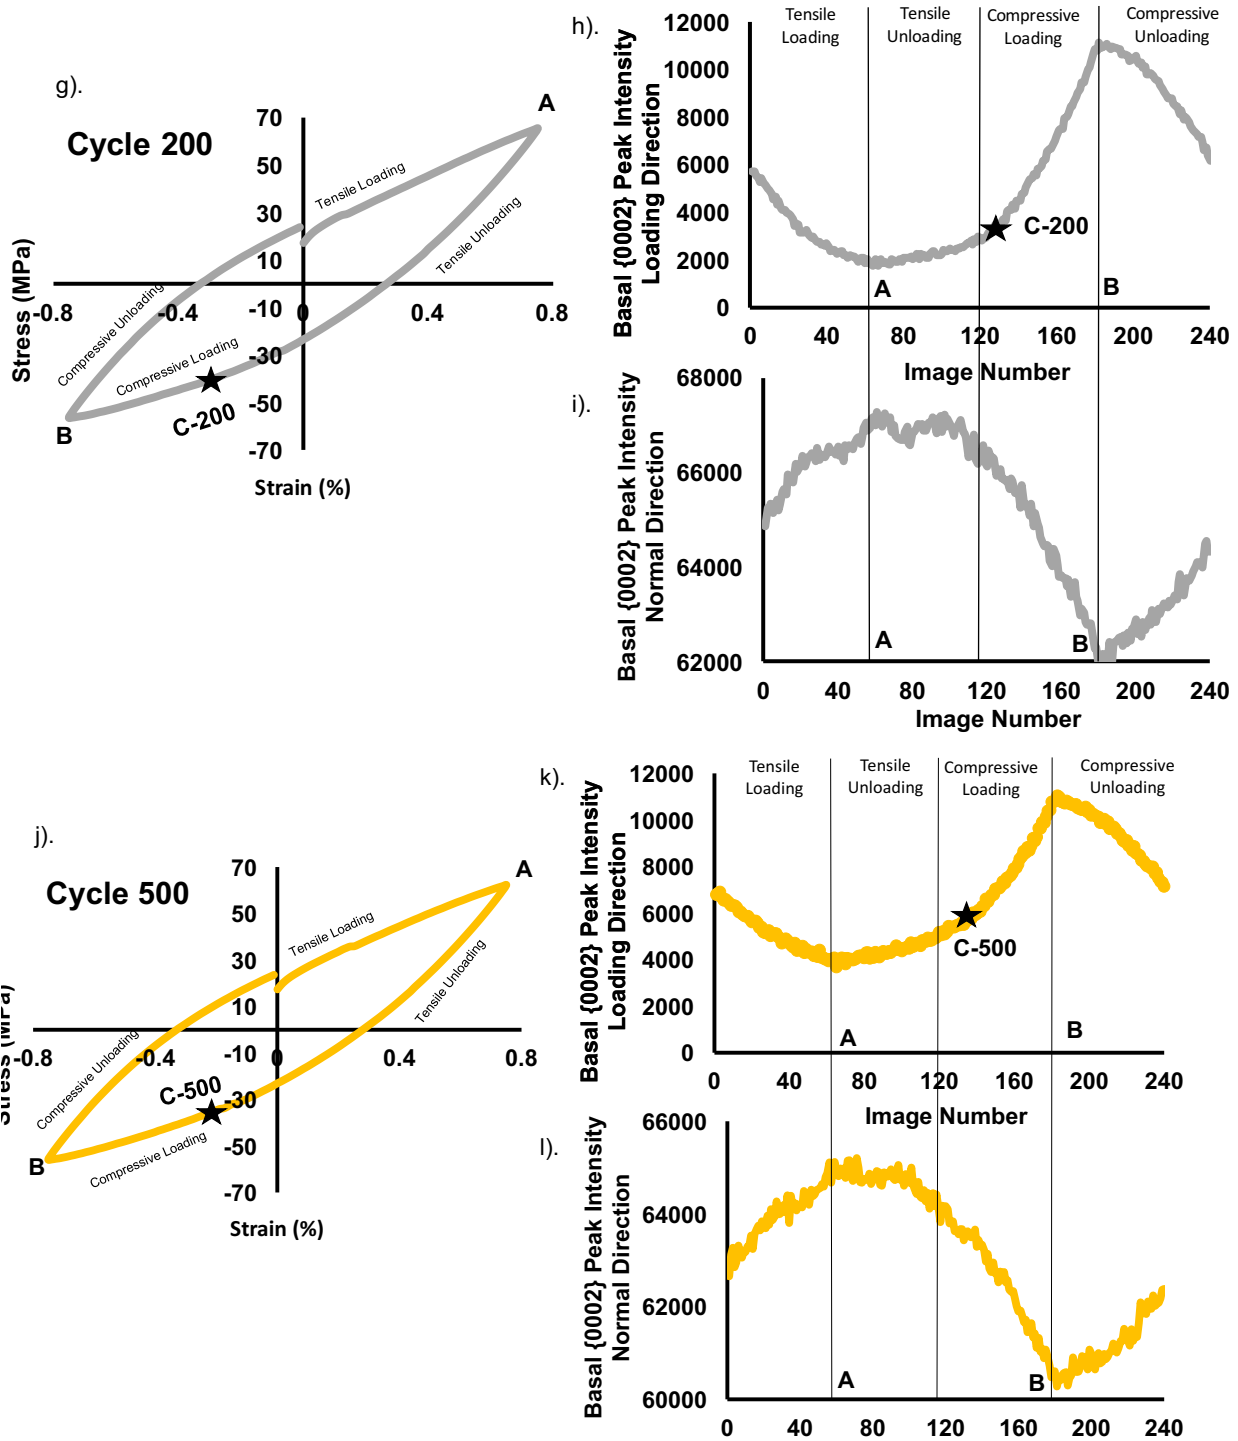 g).
Cycle 200
A
70
50
30
10
-10
-30
-50
-70
-0.8
-0.4
0
0.4
0.8
Tensile Loading
Tensile Unloading
Compressive Unloading
Compressive Loading
C-200
B
Stress (MPa)
Strain (%)
h).
Tensile
Loading
Tensile
Unloading
Compressive
Loading
Compressive
Unloading
Basal {0002} Peak Intensity
Loading Direction
12000
10000
8000
6000
4000
2000
0
C-200
A
B
0
40
80
120
160
200
240
Image Number
i).
Basal {0002} Peak Intensity
Normal Direction
68000
66000
64000
62000
A
B
0
40
80
120
160
200
240
Image Number
j).
Cycle 500
A
70
50
30
10
-10
-30
-50
-70
-0.8
-0.4
0
0.4
0.8
Tensile Loading
Tensile Unloading
Compressive Unloading
Compressive Loading
C-500
B
Stress (MPa)
Strain (%)
k).
Tensile
Loading
Tensile
Unloading
Compressive
Loading
Compressive
Unloading
Basal {0002} Peak Intensity
Loading Direction
12000
10000
8000
6000
4000
2000
0
C-500
A
B
0
40
80
120
160
200
240
Image Number
l).
Basal {0002} Peak Intensity
Normal Direction
66000
64000
62000
60000
A
B
0
40
80
120
160
200
240